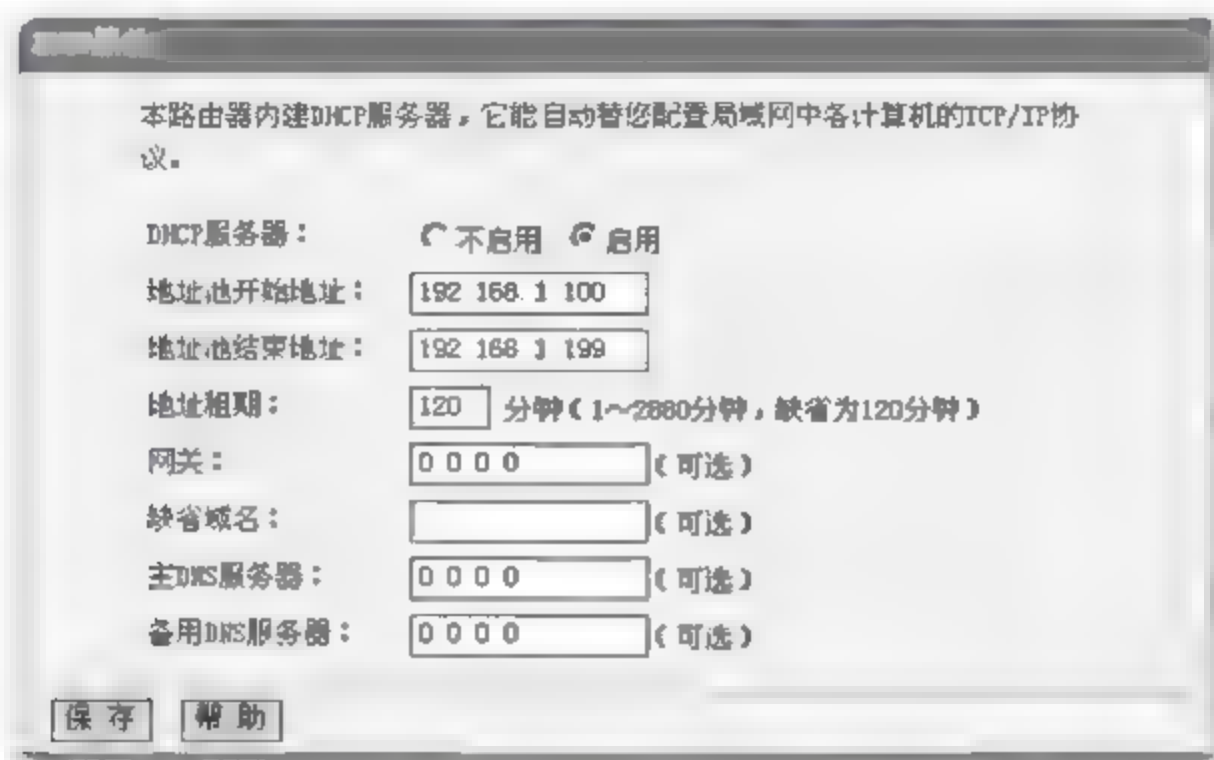 本路由器内建DHCP服务器，它能自动替您配置局域网中各计算机的TCP/IP协
议。
DHCP服务器： 不启用 启用
地址池开始地址： 192 168.1 100
地址池结束地址： 192 168 1 199
地址租期： 120 分钟（1～2880分钟，缺省为120分钟）
网关： 0 0 0 0 （可选）
缺省域名： （可选）
主DNS服务器： 0 0 0 0 （可选）
备用DNS服务器： 0 0 0 0 （可选）
保 存 帮 助